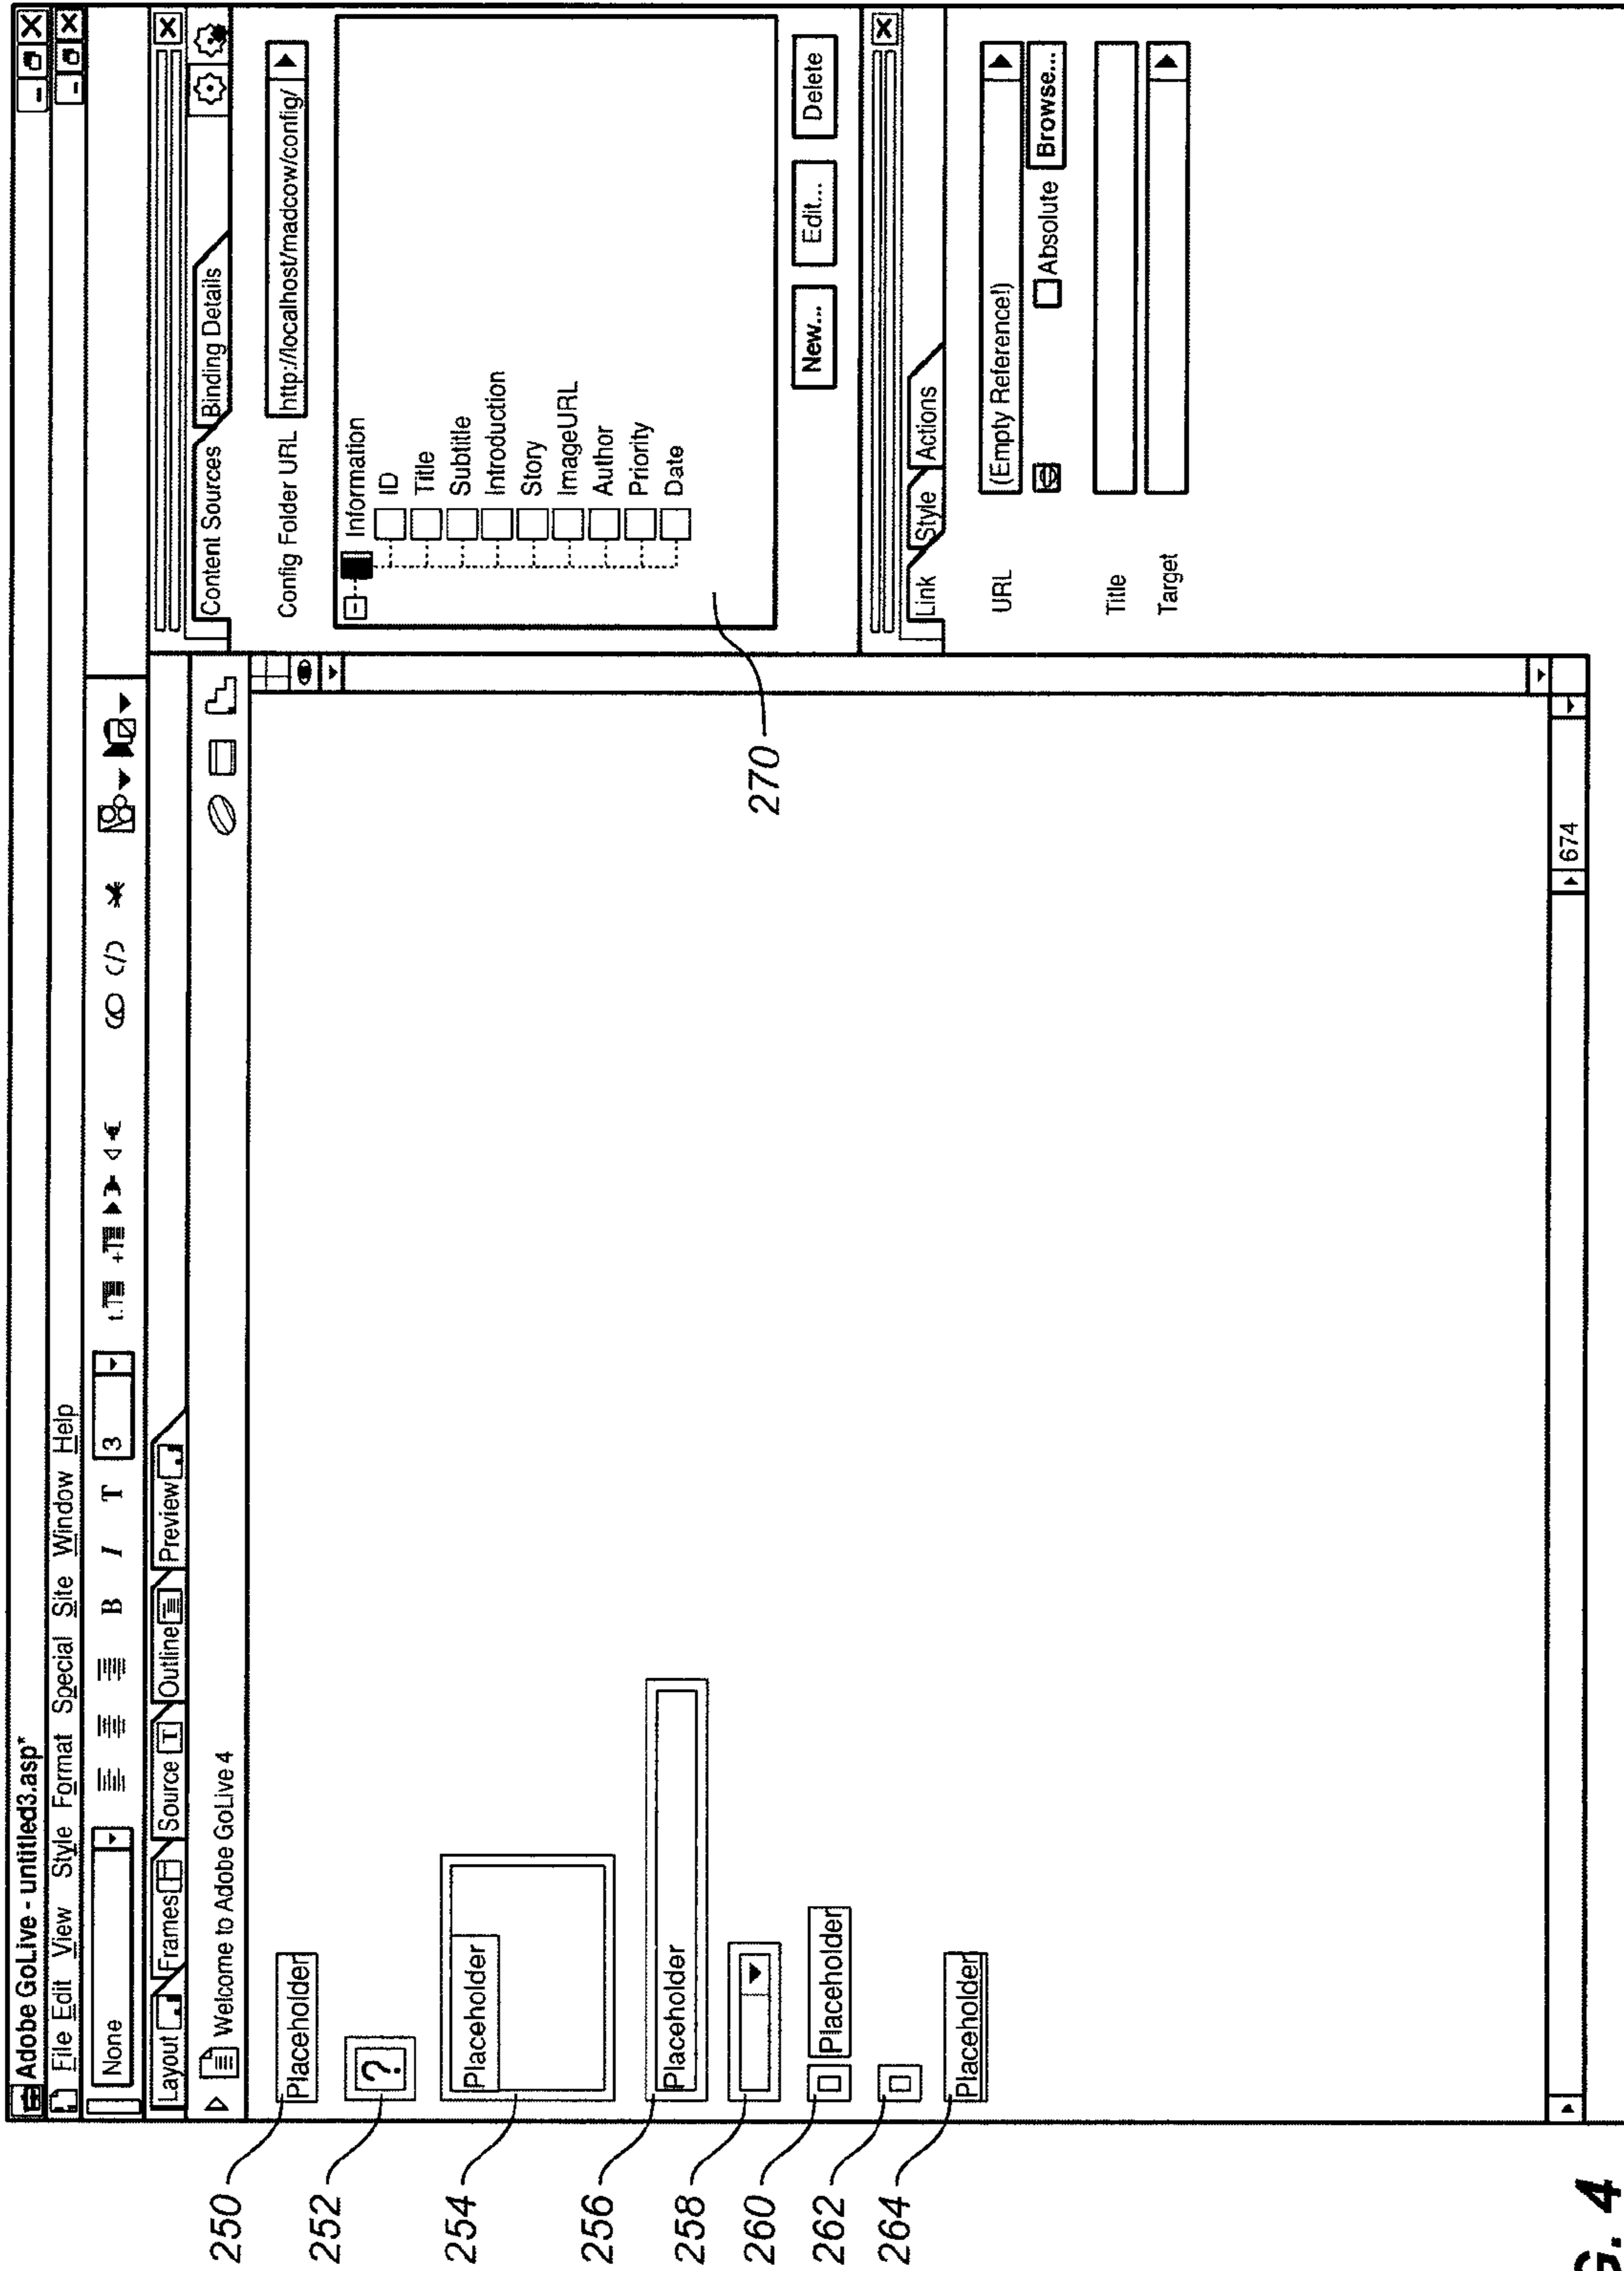 Adobe GoLive - untitled3.asp*
File Edit View Style Format Special Site Window Help
None B I T 3
Layout Frames Source T Outline Preview
Welcome to Adobe GoLive 4
250 Placeholder
252 ?
254 Placeholder
256 Placeholder
258
260 Placeholder
262
264 Placeholder
674
Content Sources Binding Details
Config Folder URL http://localhost/madcow/config/
Information
ID
Title
Subtitle
Introduction
Story
ImageURL
Author
Priority
Date
270
New... Edit... Delete
Link Style Actions
URL (Empty Reference!)
Absolute Browse...
Title
Target
G. 4